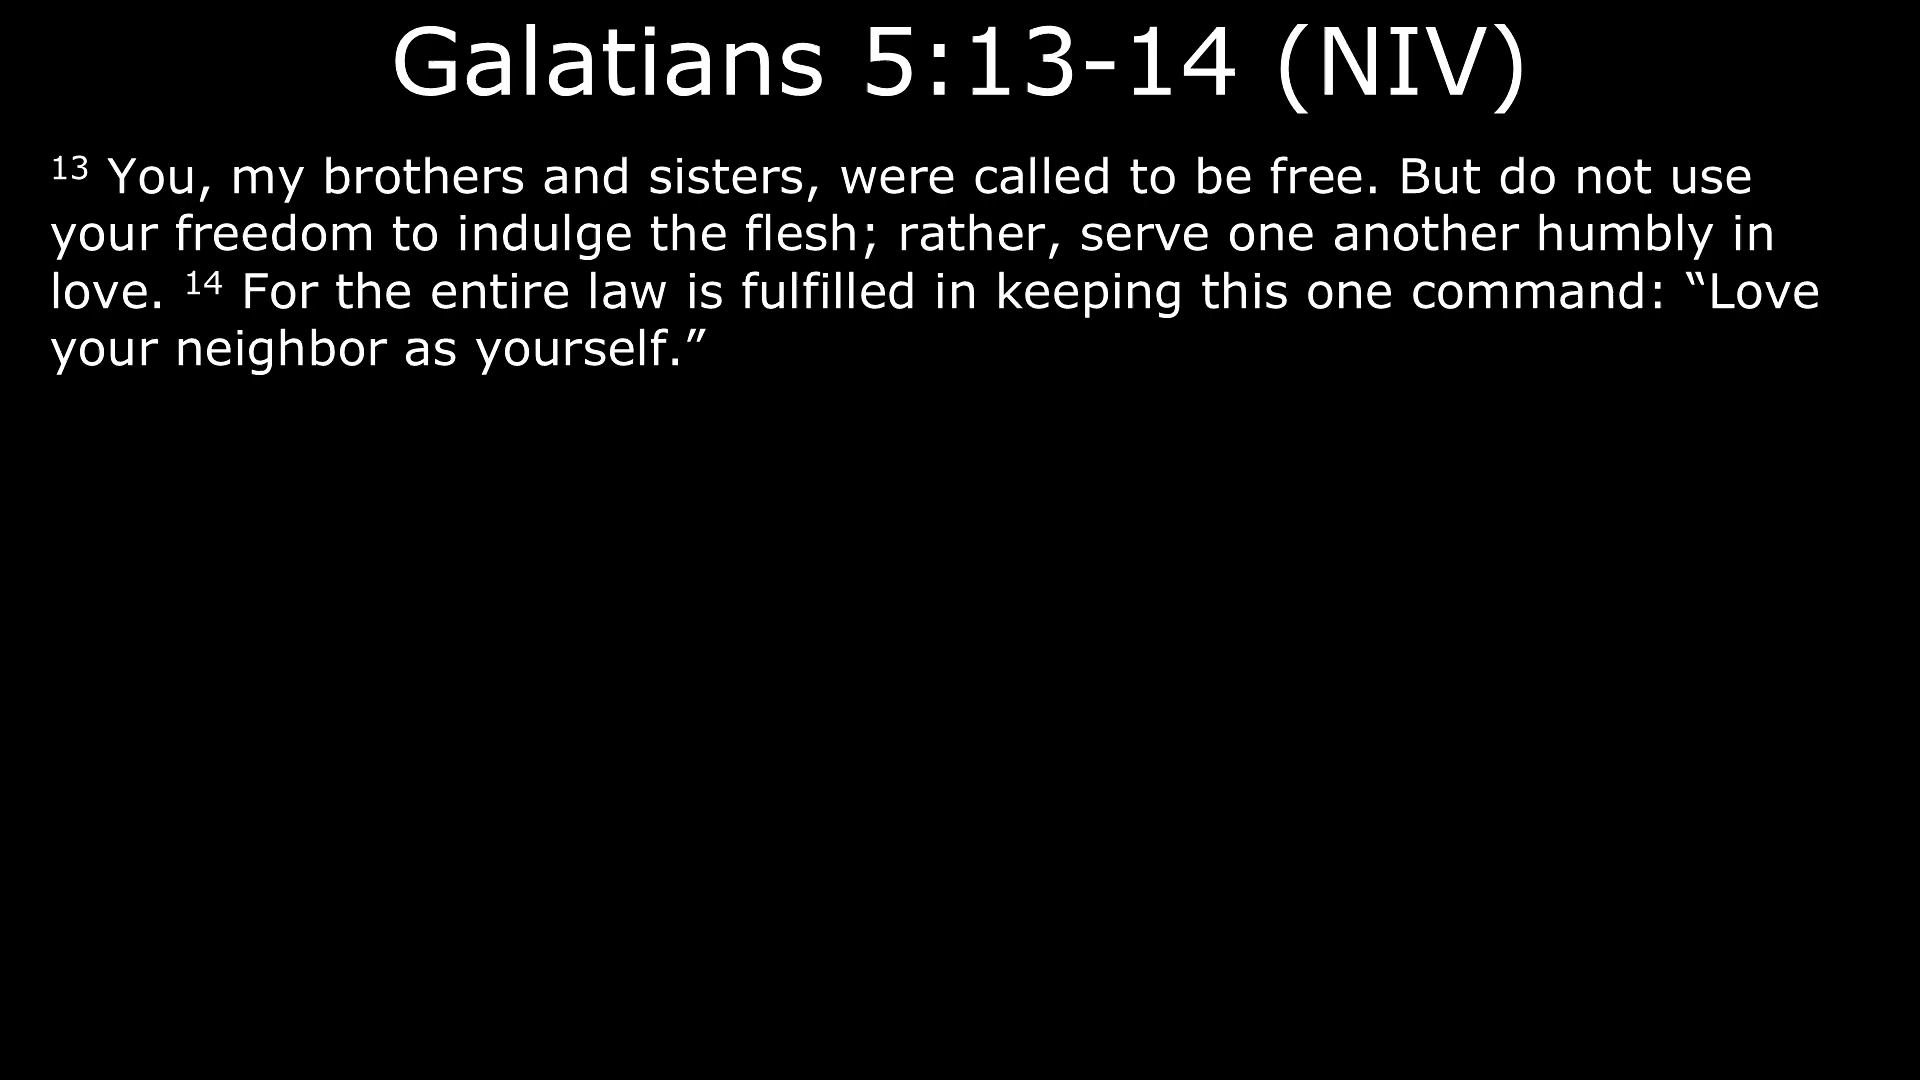 Galatians 5:13-14 (NIV)
13 You, my brothers and sisters, were called to be free. But do not use
your freedom to indulge the flesh; rather, serve one another humbly in
love. 14 For the entire law is fulfilled in keeping this one command: “Love
your neighbor as yourself.”